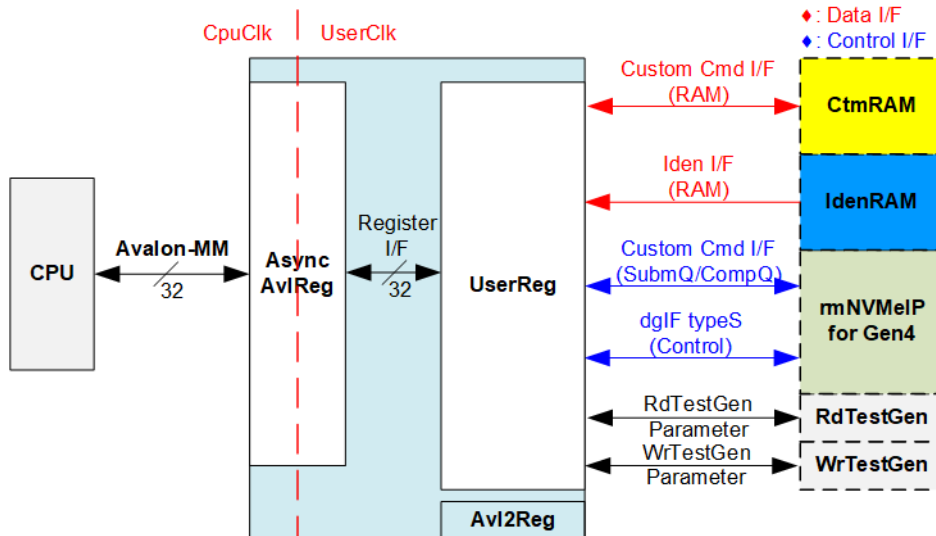 CpuClk
UserClk
♦: Data I/F
♦: Control I/F
Custom Cmd I/F
(RAM)
CtmRAM
Iden I/F
(RAM)
IdenRAM
CPU
Avalon-MM
32
Async
AvlReg
Register
I/F
32
UserReg
Custom Cmd I/F
(SubmQ/CompQ)
dgIF typeS
(Control)
rmNVMeIP
for Gen4
RdTestGen
Parameter
RdTestGen
WrTestGen
Parameter
WrTestGen
Avl2Reg